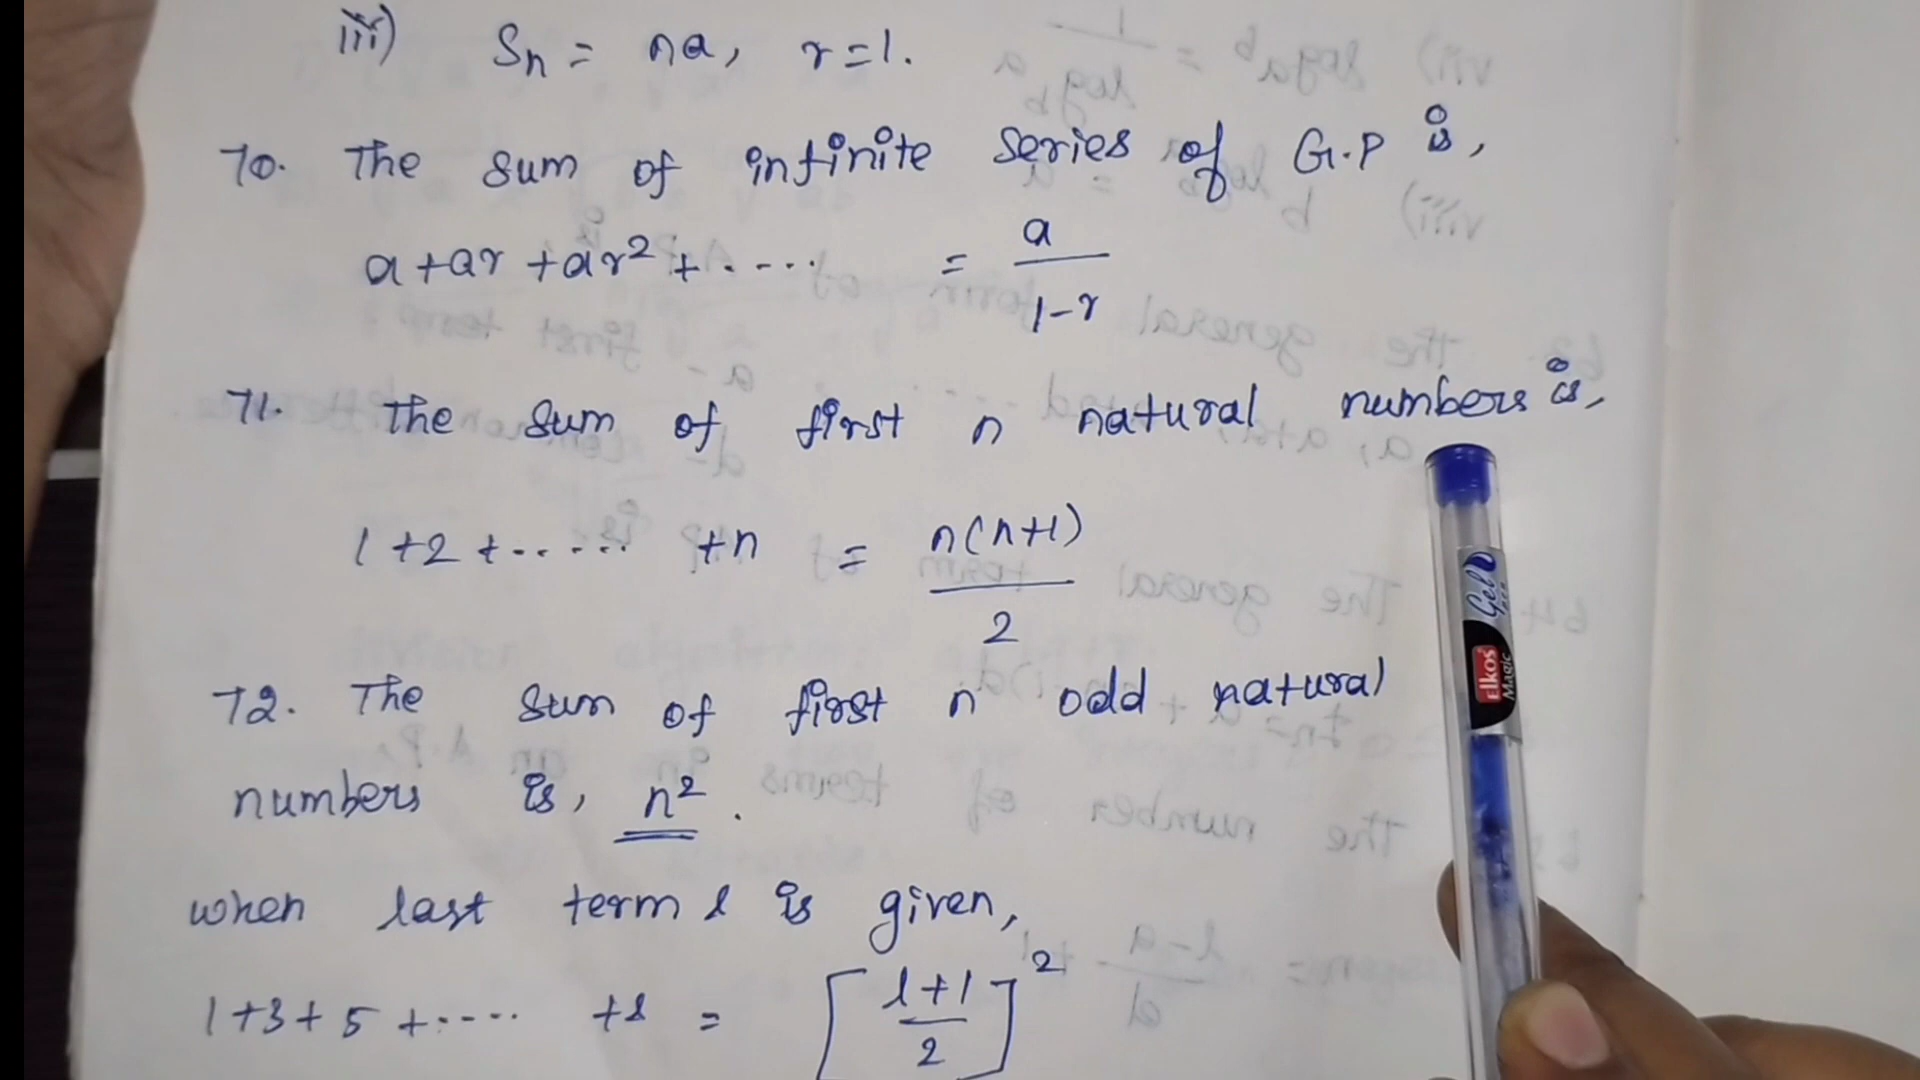 iii) Sn = na, r=1.
70. The sum of infinite series of G.P is,
a+ar+ar²+..... = a/1-r
71. The sum of first n natural numbers is,
1+2+...... +n = n(n+1)/2
72. The sum of first n odd natural
numbers is, n².
when last term l is given,
1+3+5+..... +l = [l+1/2]²
Gel
Elkos
Magic